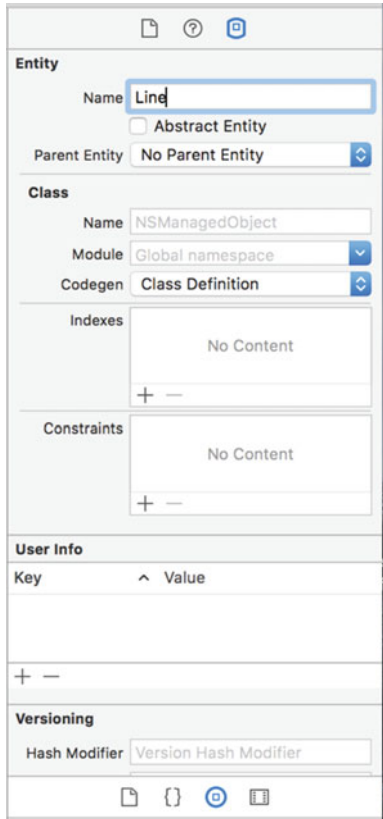 Entity
Name Line
Abstract Entity
Parent Entity No Parent Entity
Class
Name NSManagedObject
Module Global namespace
Codegen Class Definition
Indexes
No Content
+ −
Constraints
No Content
+ −
User Info
Key ^ Value
+ −
Versioning
Hash Modifier Version Hash Modifier
{}